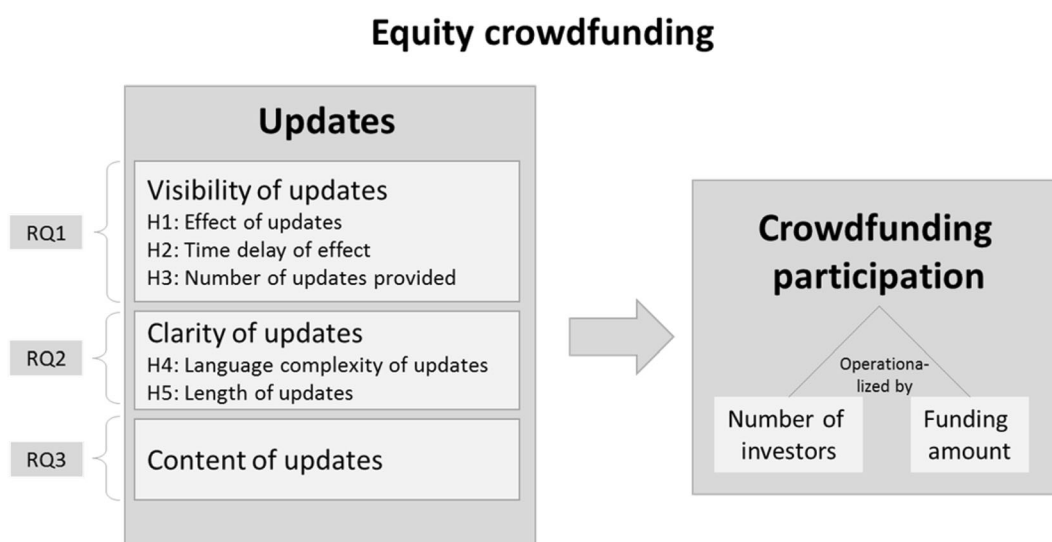 Equity crowdfunding
Updates
RQ1
Visibility of updates
H1: Effect of updates
H2: Time delay of effect
H3: Number of updates provided
RQ2
Clarity of updates
H4: Language complexity of updates
H5: Length of updates
RQ3
Content of updates
Crowdfunding
participation
Operationa-
lized by
Number of
investors
Funding
amount